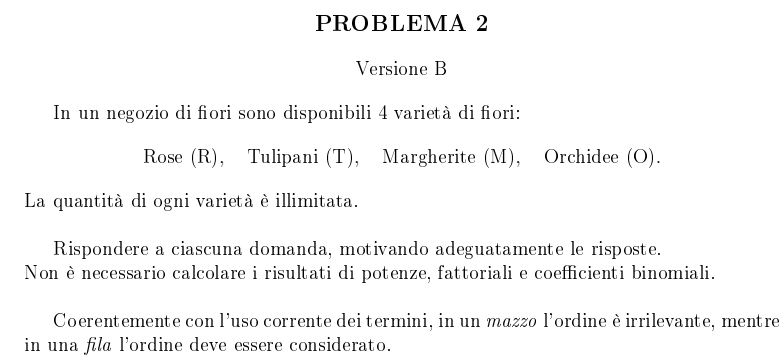 PROBLEMA 2
Versione B
In un negozio di fiori sono disponibili 4 varietà di fiori:
Rose (R), Tulipani (T), Margherite (M), Orchidee (O).
La quantità di ogni varietà è illimitata.
Rispondere a ciascuna domanda, motivando adeguatamente le risposte.
Non è necessario calcolare i risultati di potenze, fattoriali e coefficienti binomiali.
Coerentemente con l'uso corrente dei termini, in un mazzo l'ordine è irrilevante, mentre
in una fila l'ordine deve essere considerato.